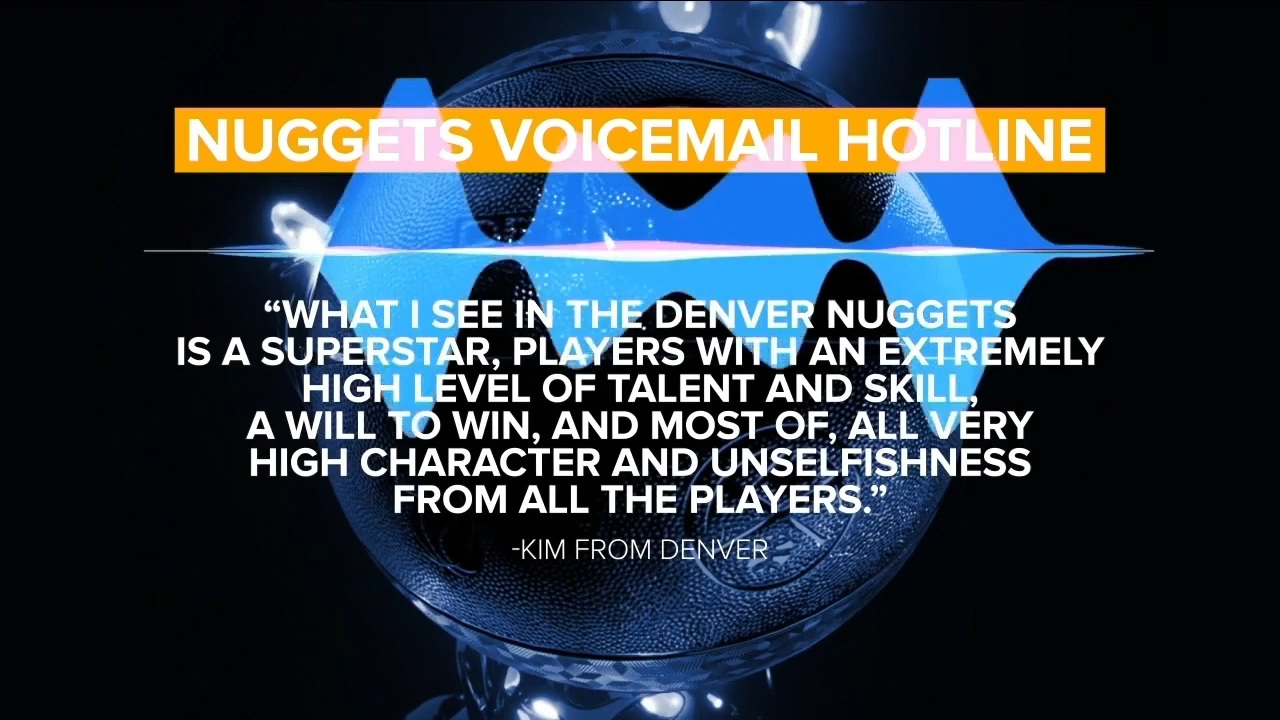 NUGGETS VOICEMAIL HOTLINE
“WHAT I SEE IN THE DENVER NUGGETS
IS A SUPERSTAR, PLAYERS WITH AN EXTREMELY
HIGH LEVEL OF TALENT AND SKILL,
A WILL TO WIN, AND MOST OF, ALL VERY
HIGH CHARACTER AND UNSELFISHNESS
FROM ALL THE PLAYERS.”
-KIM FROM DENVER